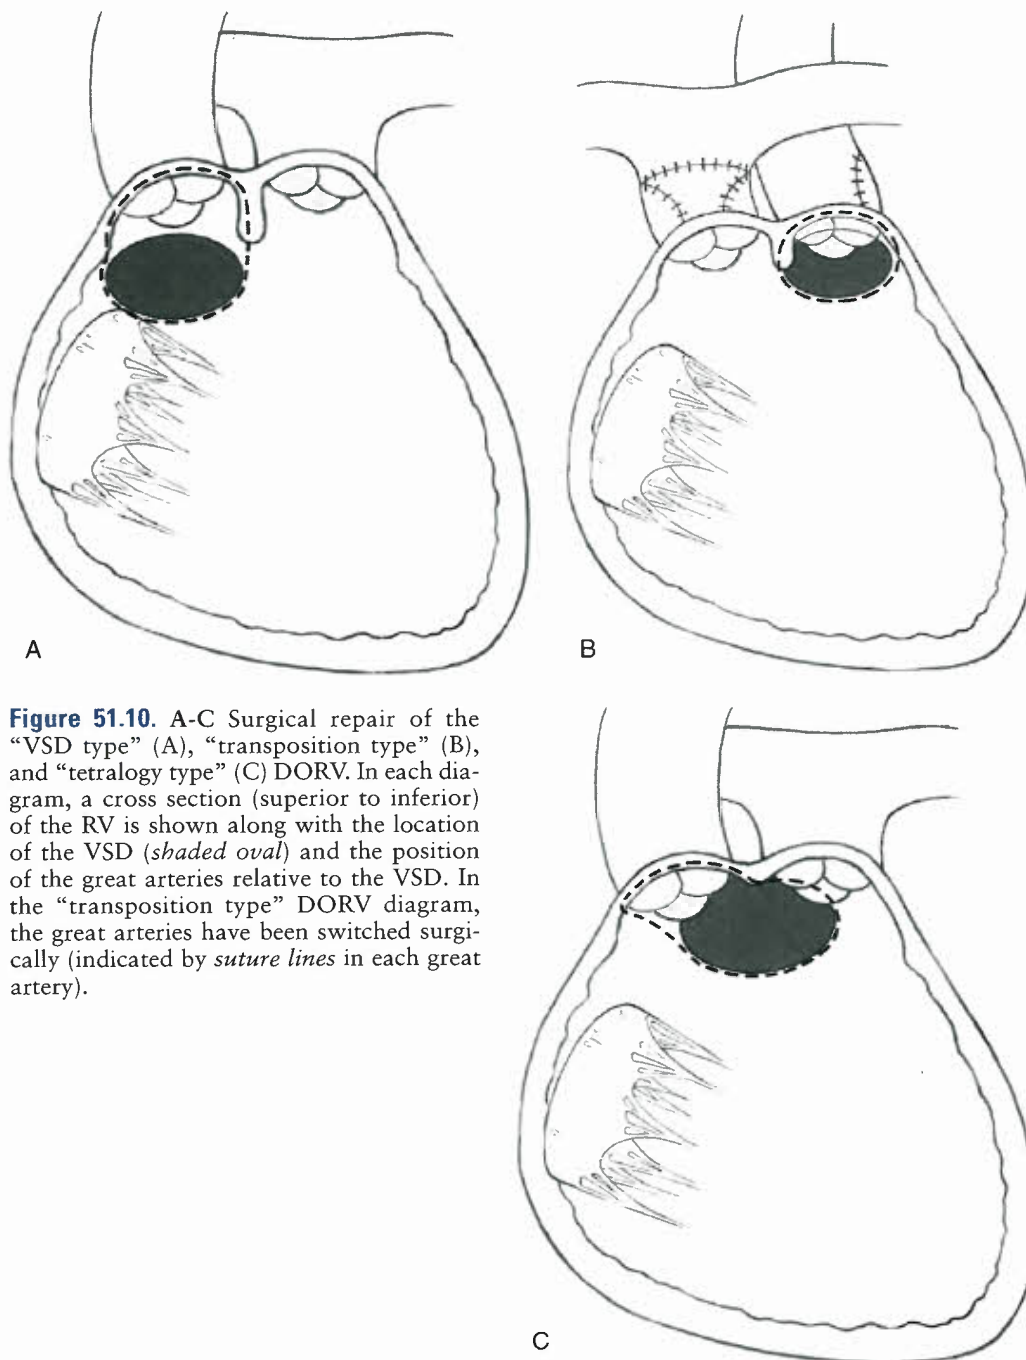 A
B
Figure 51.10. A-C Surgical repair of the
“VSD type” (A), “transposition type” (B),
and “tetralogy type” (C) DORV. In each dia-
gram, a cross section (superior to inferior)
of the RV is shown along with the location
of the VSD (shaded oval) and the position
of the great arteries relative to the VSD. In
the “transposition type” DORV diagram,
the great arteries have been switched surgi-
cally (indicated by suture lines in each great
artery).
C